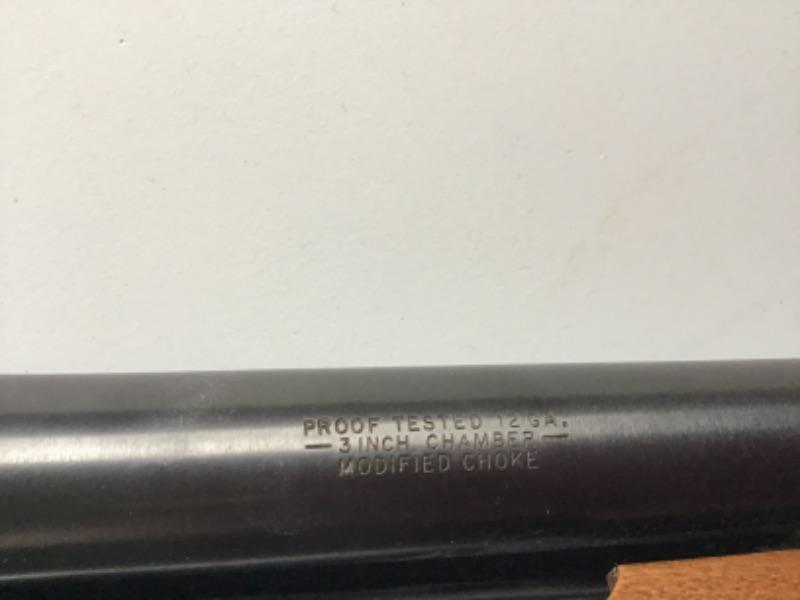 PROOF TESTED 12 GA.
— 3 INCH CHAMBER —
MODIFIED CHOKE